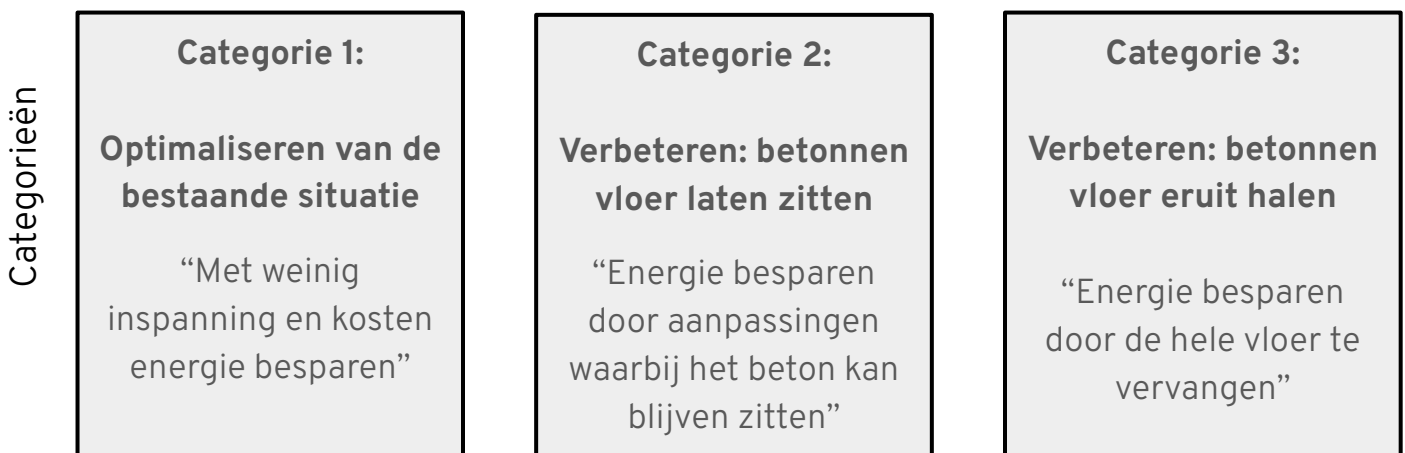 Categorieën
Categorie 1:
Optimaliseren van de
bestaande situatie
“Met weinig
inspanning en kosten
energie besparen”
Categorie 2:
Verbeteren: betonnen
vloer laten zitten
“Energie besparen
door aanpassingen
waarbij het beton kan
blijven zitten”
Categorie 3:
Verbeteren: betonnen
vloer eruit halen
“Energie besparen
door de hele vloer te
vervangen”